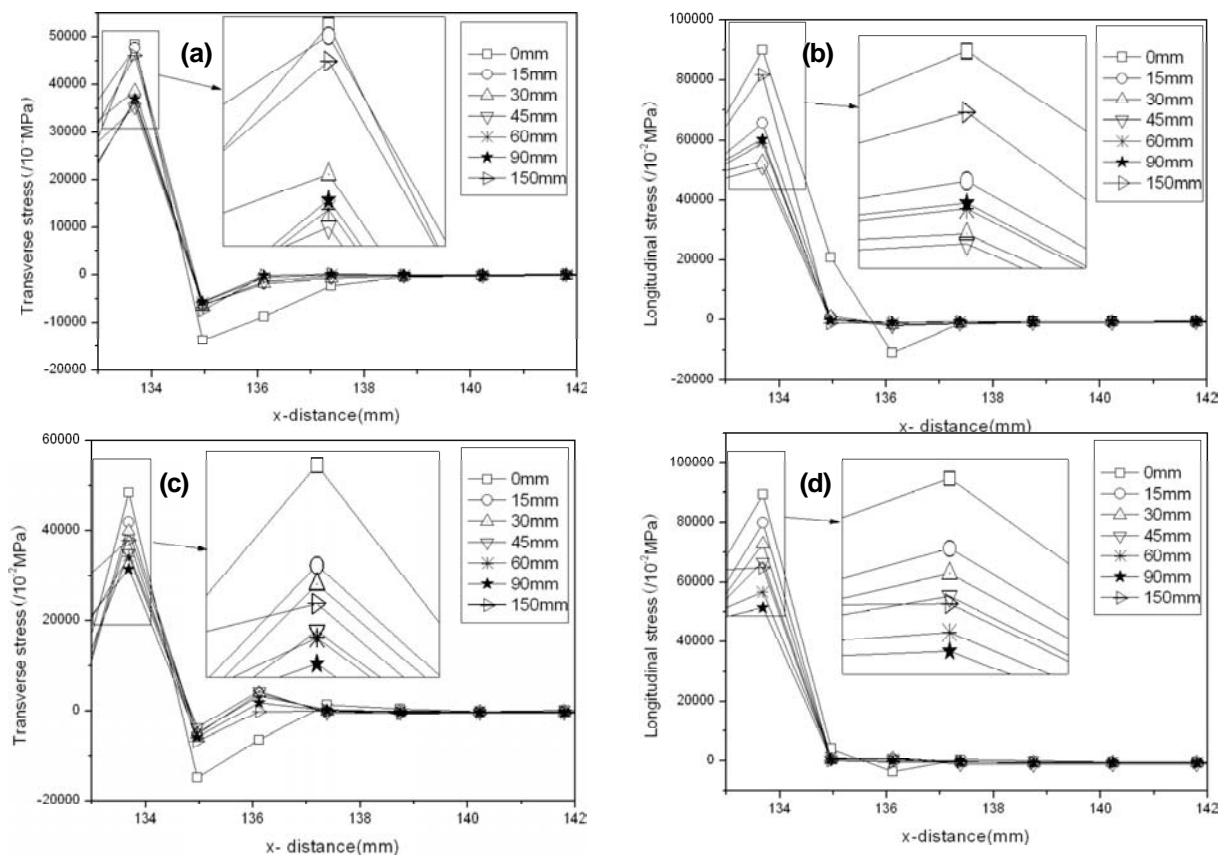 (a)
Transverse stress (/10⁻²MPa)
50000
40000
30000
20000
10000
0
-10000
-20000
134
136
138
140
142
x-distance(mm)
0mm
15mm
30mm
45mm
60mm
90mm
150mm
(b)
Longitudinal stress (/10⁻²MPa)
100000
80000
60000
40000
20000
0
-20000
134
136
138
140
142
x- distance(mm)
0mm
15mm
30mm
45mm
60mm
90mm
150mm
(c)
Transverse stress (/10⁻²MPa)
60000
40000
20000
0
-20000
134
136
138
140
142
x- distance(mm)
0mm
15mm
30mm
45mm
60mm
90mm
150mm
(d)
Longitudinal stress (/10⁻²MPa)
100000
80000
60000
40000
20000
0
134
136
138
140
142
x-distance(mm)
0mm
15mm
30mm
45mm
60mm
90mm
150mm